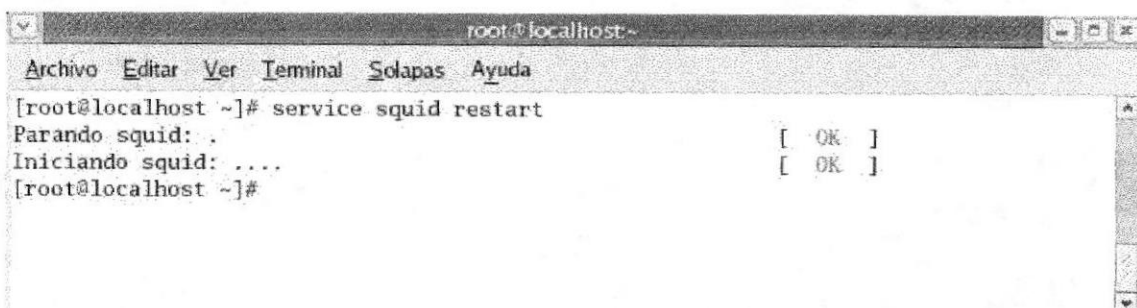 root@localhost:~
Archivo Editar Ver Terminal Solapas Ayuda
[root@localhost ~]# service squid restart
Parando squid: . [ OK ]
Iniciando squid: .... [ OK ]
[root@localhost ~]#